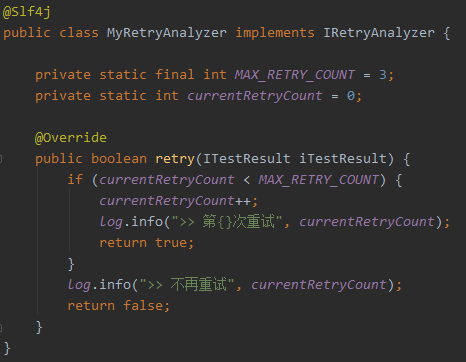 @Slf4j
public class MyRetryAnalyzer implements IRetryAnalyzer {
private static final int MAX_RETRY_COUNT = 3;
private static int currentRetryCount = 0;
@Override
public boolean retry(ITestResult iTestResult) {
if (currentRetryCount < MAX_RETRY_COUNT) {
currentRetryCount++;
log.info(">> 第{}次重试", currentRetryCount);
return true;
}
log.info(">> 不再重试", currentRetryCount);
return false;
}
}